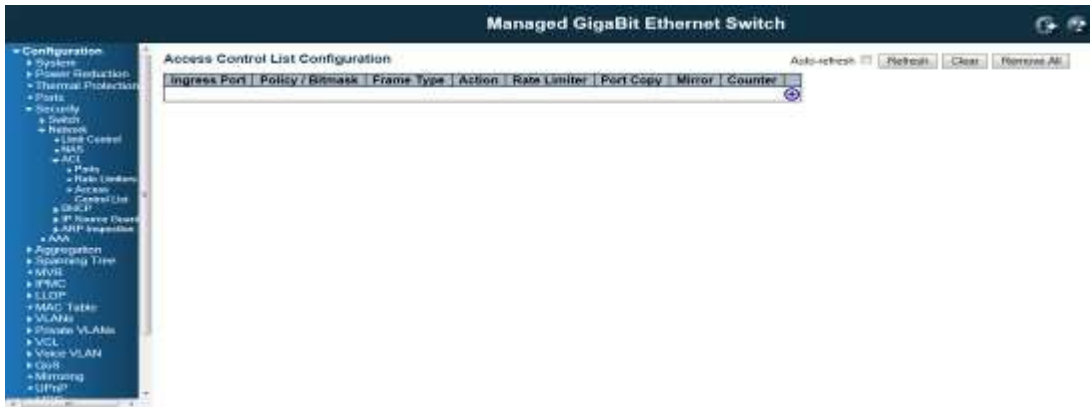 Managed GigaBit Ethernet Switch
Configuration
System
Power Reduction
Thermal Protection
Ports
Security
Switch
Network
Limit Control
NAS
ACL
Ports
Rate Limiters
Access
Control List
DHCP
IP Source Guard
ARP Inspection
AAA
Aggregation
Spanning Tree
MVR
IPMC
LLDP
MAC Table
VLANs
Private VLANs
VCL
Voice VLAN
QoS
Mirroring
UPnP
Access Control List Configuration
Auto-refresh Refresh Clear Remove All
Ingress Port Policy / Bitmask Frame Type Action Rate Limiter Port Copy Mirror Counter